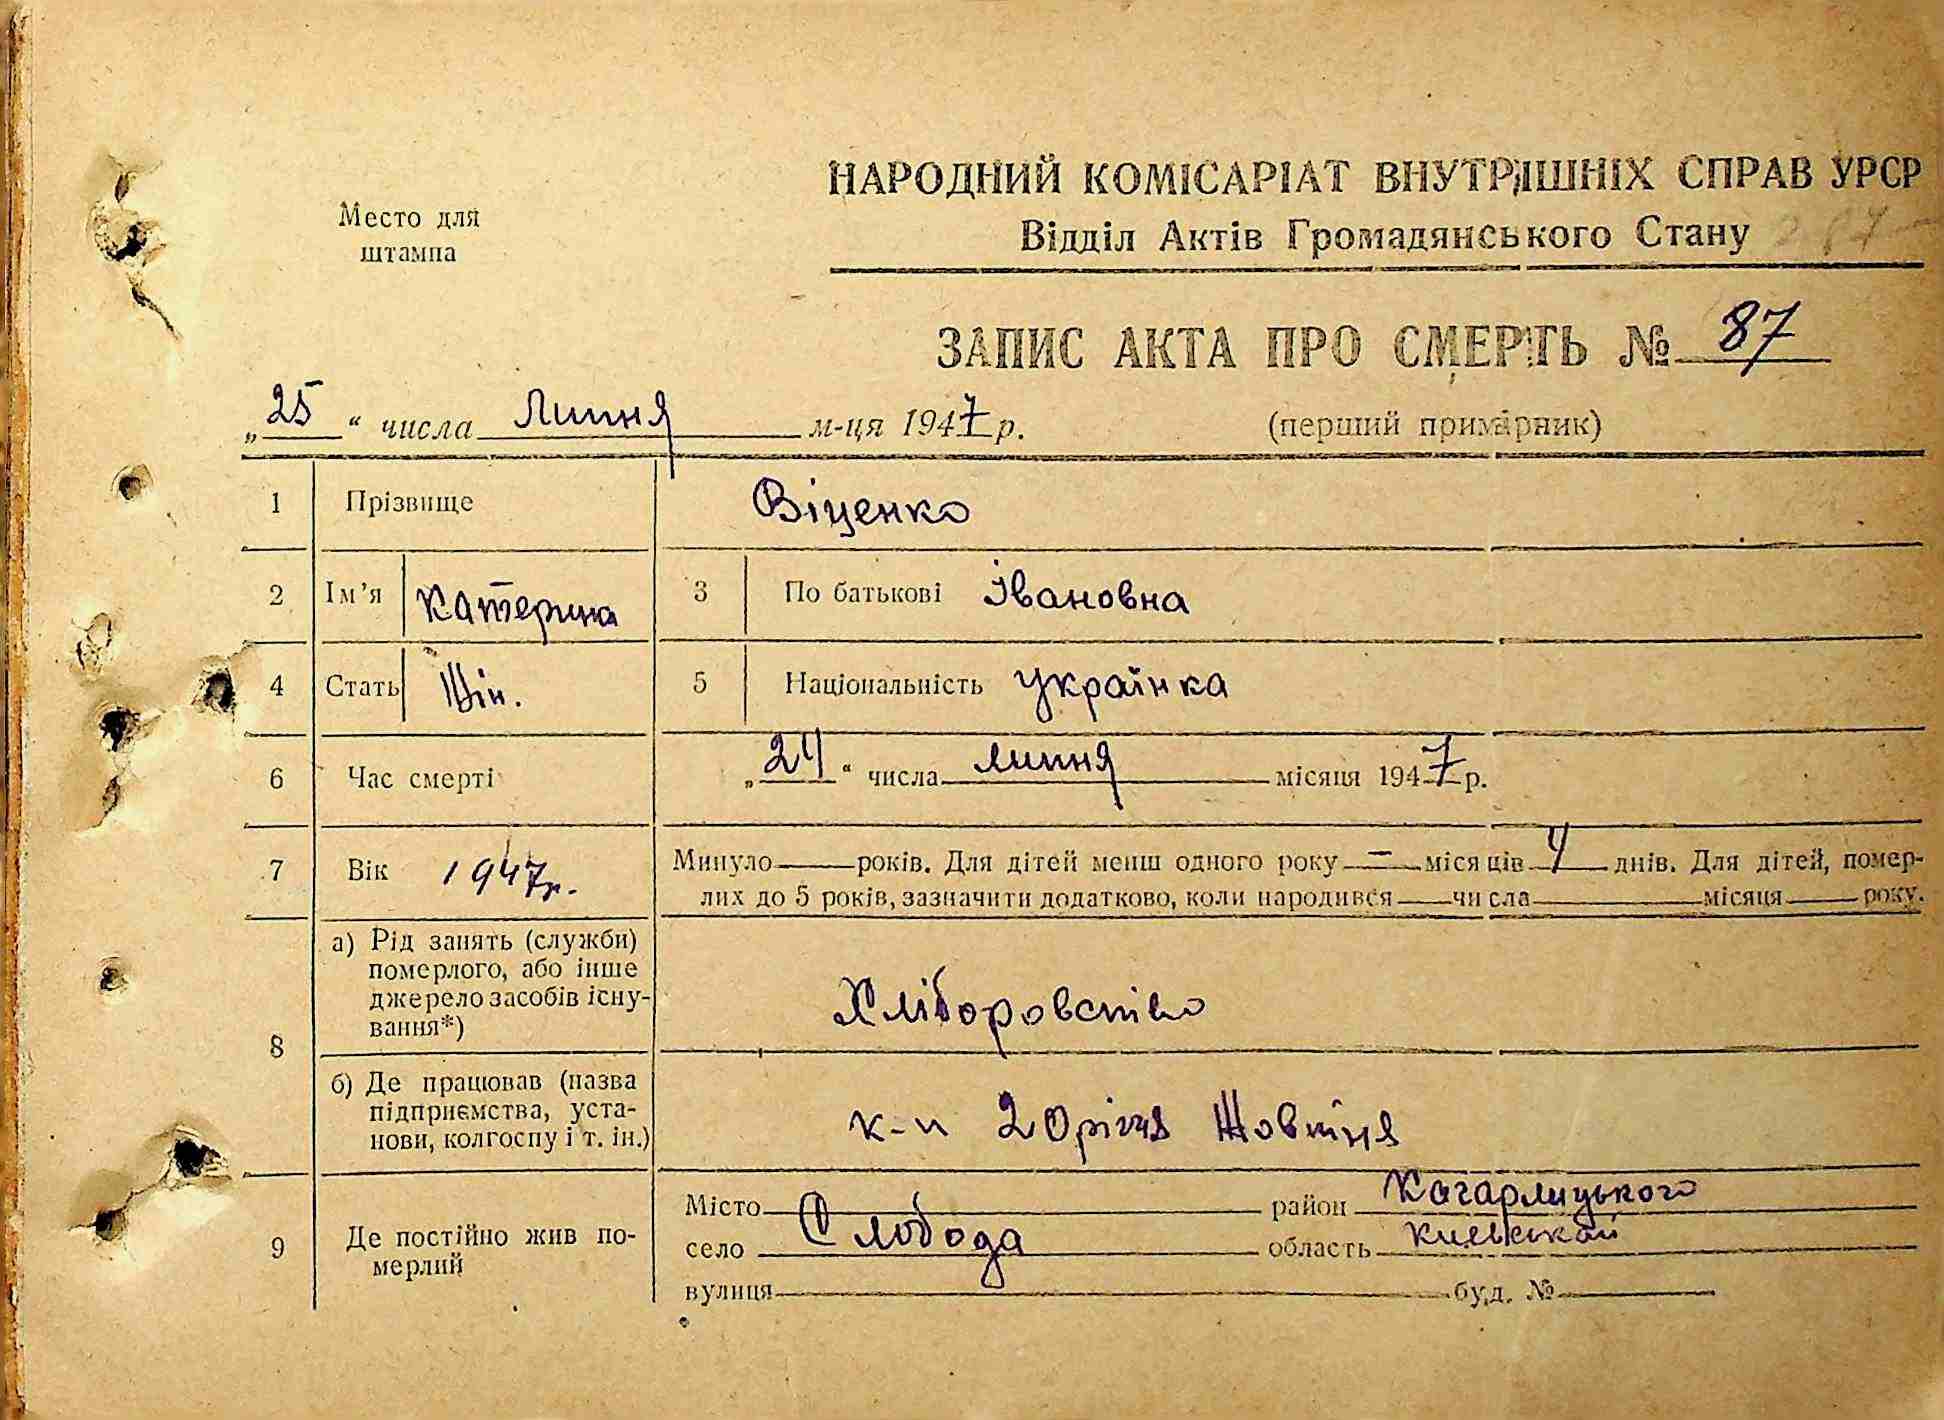 НАРОДНИЙ КОМІСАРІАТ ВНУТРІШНІХ СПРАВ УРСР
Место для штампа
Відділ Актів Громадянського Стану
ЗАПИС АКТА ПРО СМЕРТЬ № 87
„25“ числа Липня м-ця 1947 р. (перший примірник)
1 Прізвище Віценко
2 Ім’я Катерина 3 По батькові Івановна
4 Стать Жін. 5 Національність Українка
6 Час смерті „24“ числа липня місяця 1947 р.
7 Вік 1947р. Минуло — років. Для дітей менш одного року — місяців 4 днів. Для дітей, помер-
лих до 5 років, зазначити додатково, коли народився числа місяця року.
8 а) Рід занять (служби)
померлого, або інше
джерело засобів існу-
вання*) Хлібо­ровство
б) Де працював (назва
підприємства, уста-
нови, колгоспу і т. ін.) к-п 20річчя Жовтня
9 Де постійно жив по-
мерлий
Місто район Кагарлицького
село Слобода область
вулиця буд. №